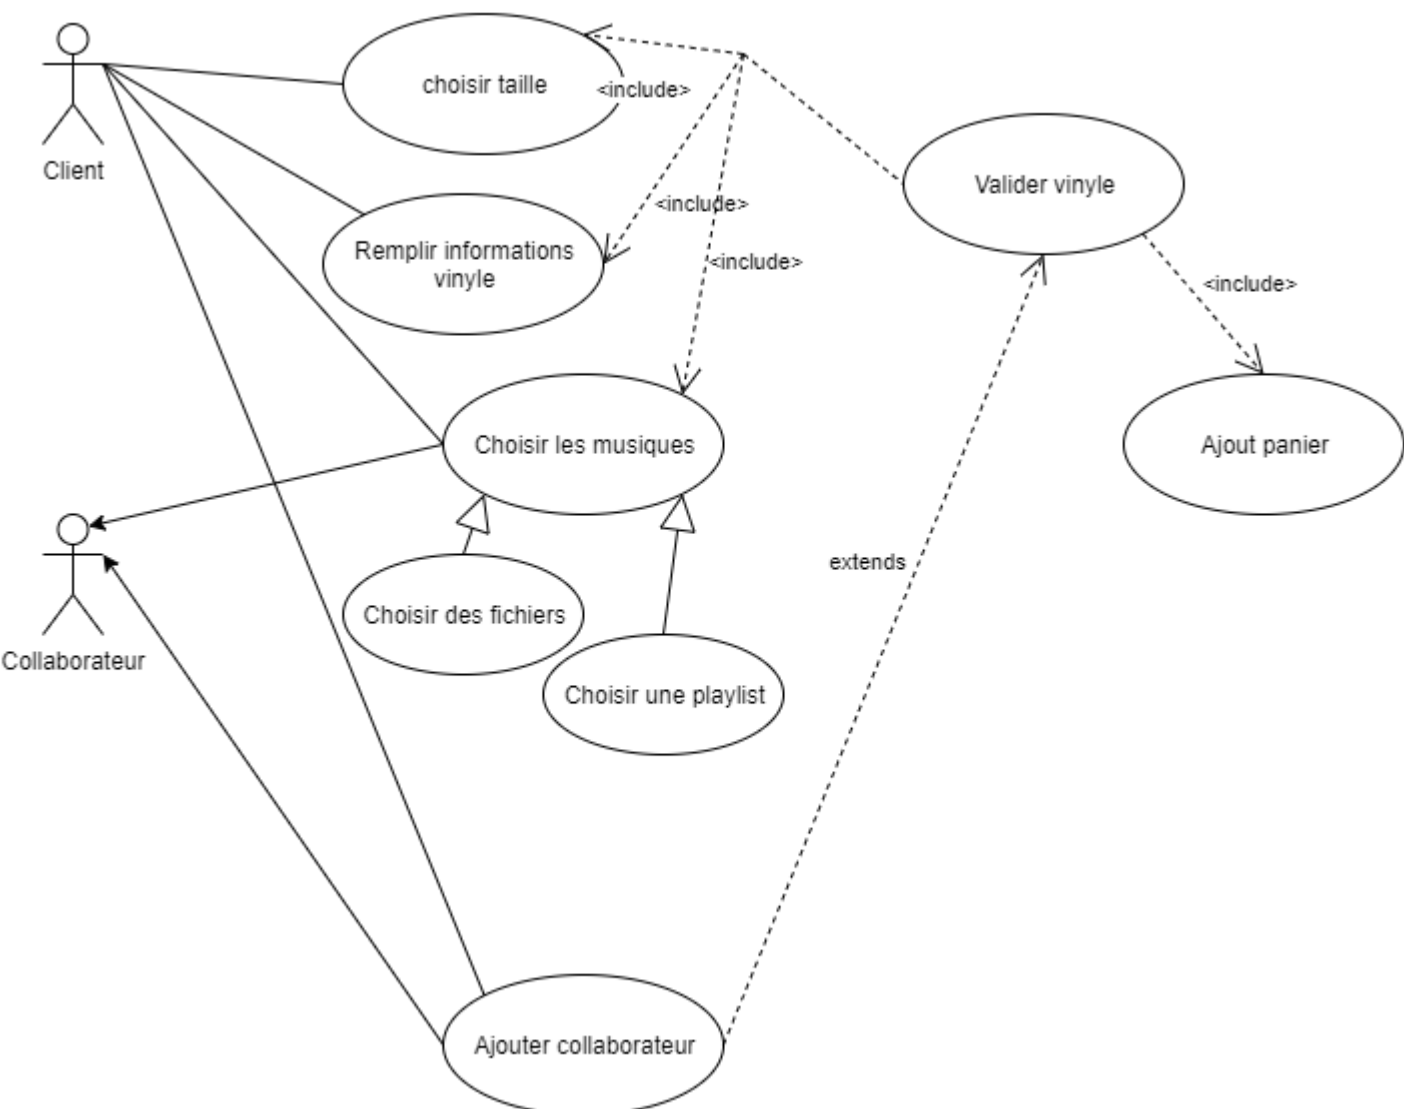 choisir taille
<include>
Client
Valider vinyle
<include>
Remplir informations
vinyle
<include>
<include>
Choisir les musiques
Ajout panier
extends
Choisir des fichiers
Collaborateur
Choisir une playlist
Ajouter collaborateur